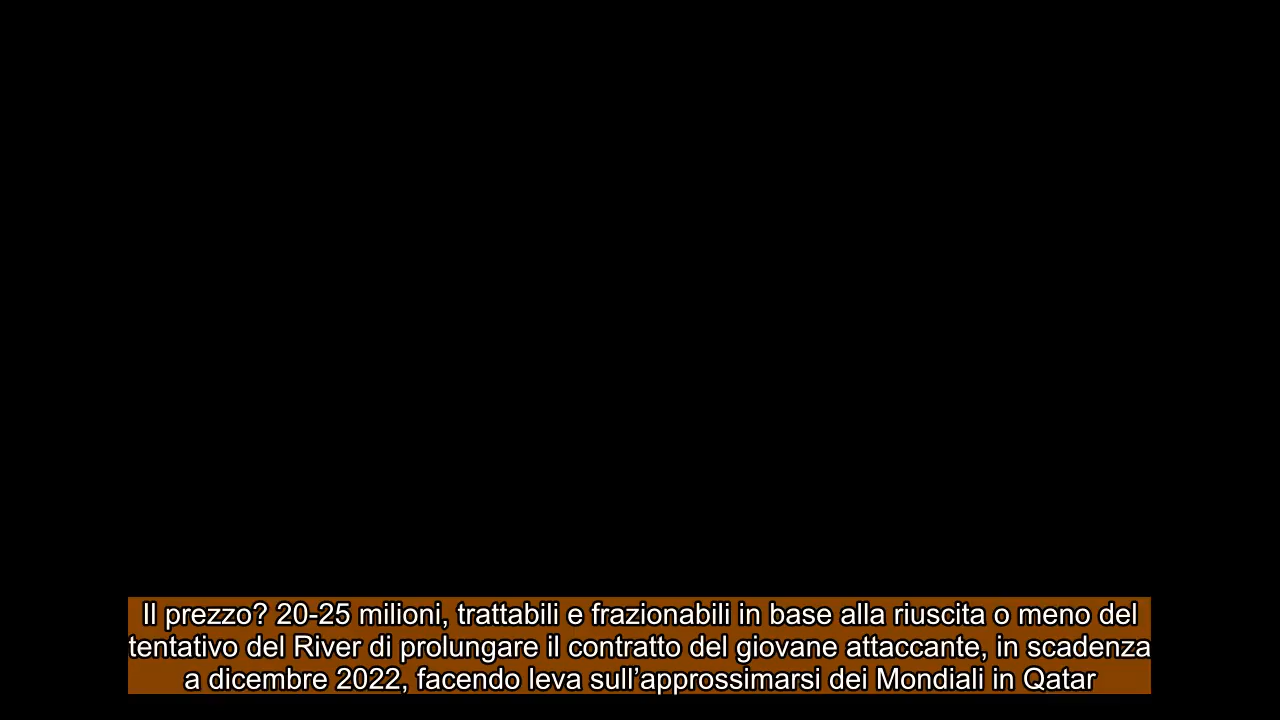 Il prezzo? 20-25 milioni, trattabili e frazionabili in base alla riuscita o meno del
tentativo del River di prolungare il contratto del giovane attaccante, in scadenza
a dicembre 2022, facendo leva sull’approssimarsi dei Mondiali in Qatar